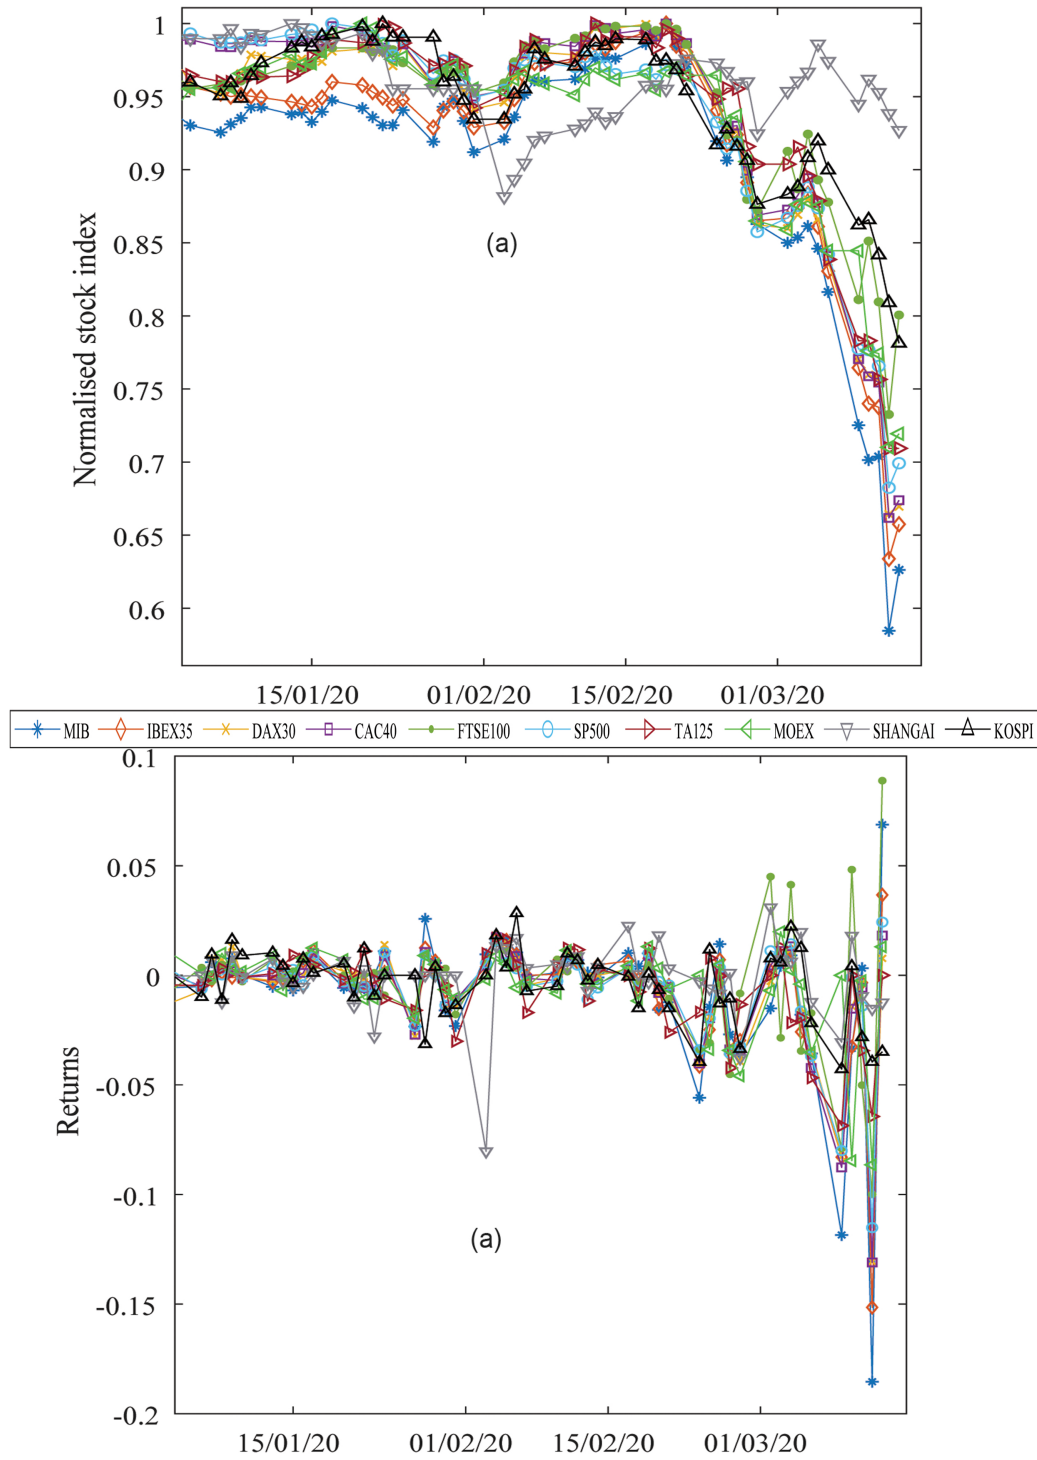 1
0.95
0.9
0.85
0.8
0.75
0.7
0.65
0.6
Normalised stock index
(a)
15/01/20 01/02/20 15/02/20 01/03/20
MIB IBEX35 DAX30 CAC40 FTSE100 SP500 TA125 MOEX SHANGAI KOSPI
0.1
0.05
0
-0.05
-0.1
-0.15
-0.2
Returns
(a)
15/01/20 01/02/20 15/02/20 01/03/20